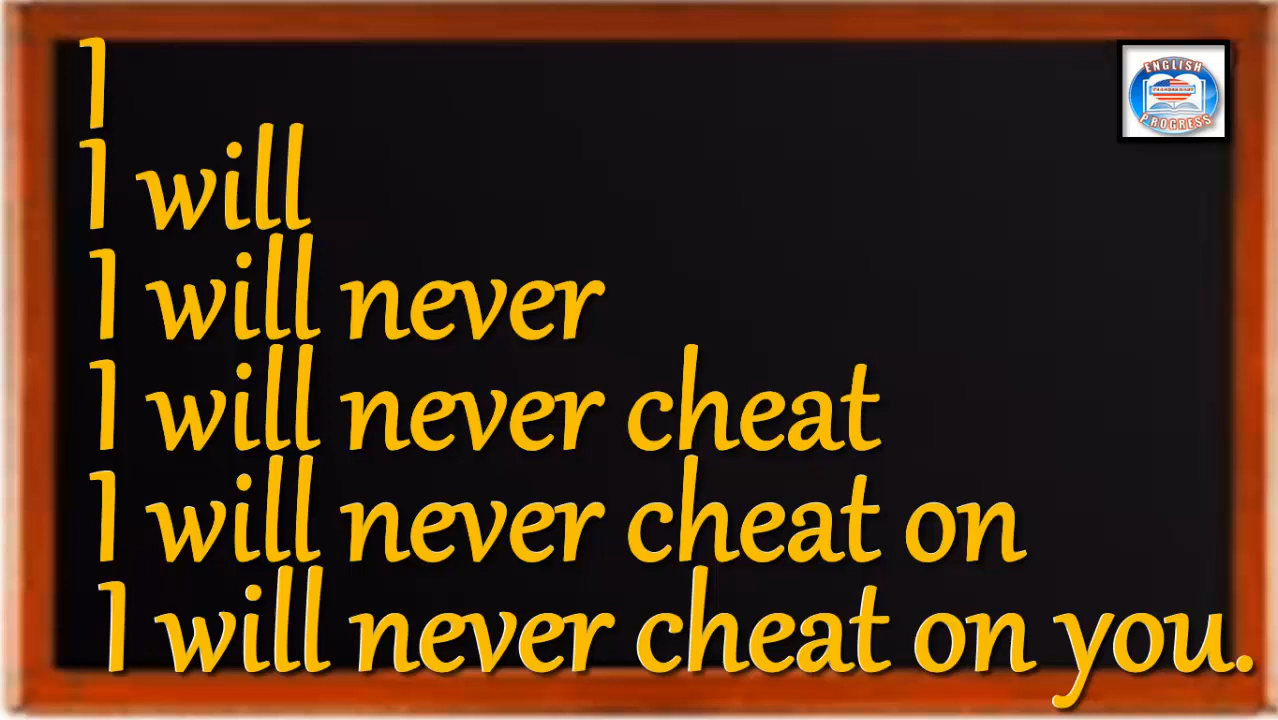 I
I will
I will never
I will never cheat
I will never cheat on
I will never cheat on you.
ENGLISH
PROGRESS